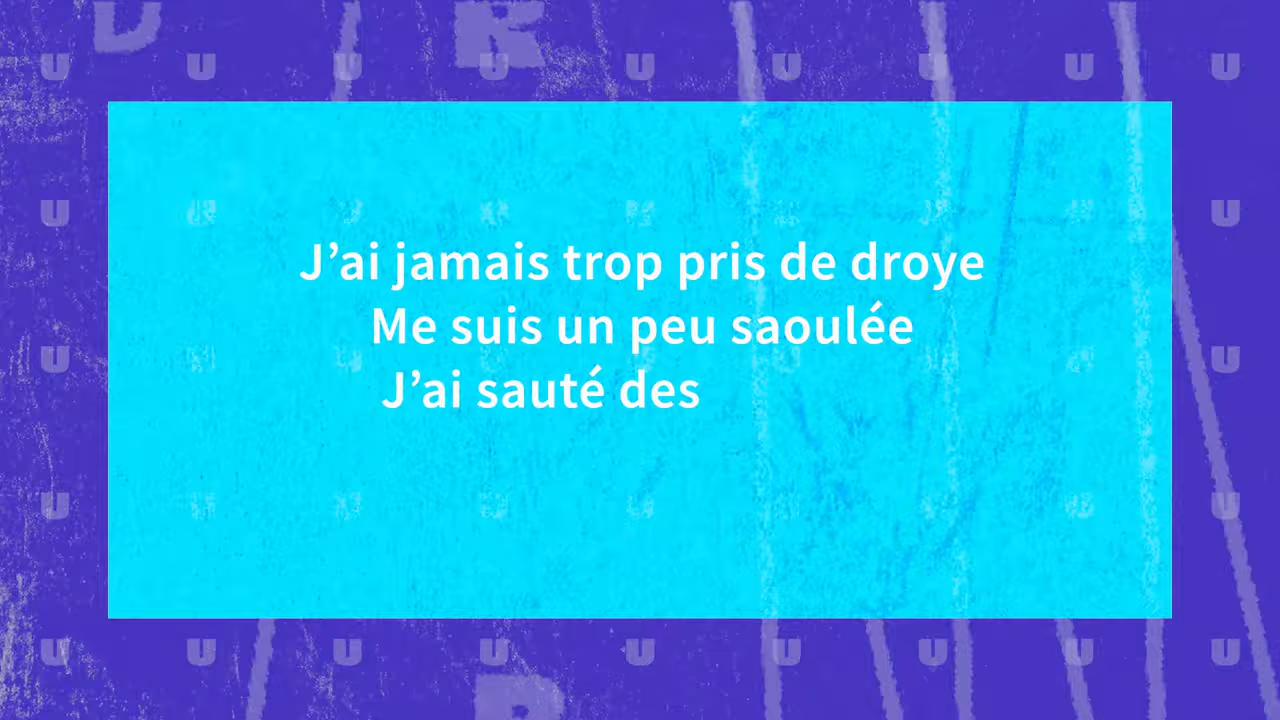 J’ai jamais trop pris de droye
Me suis un peu saoulée
J’ai sauté des